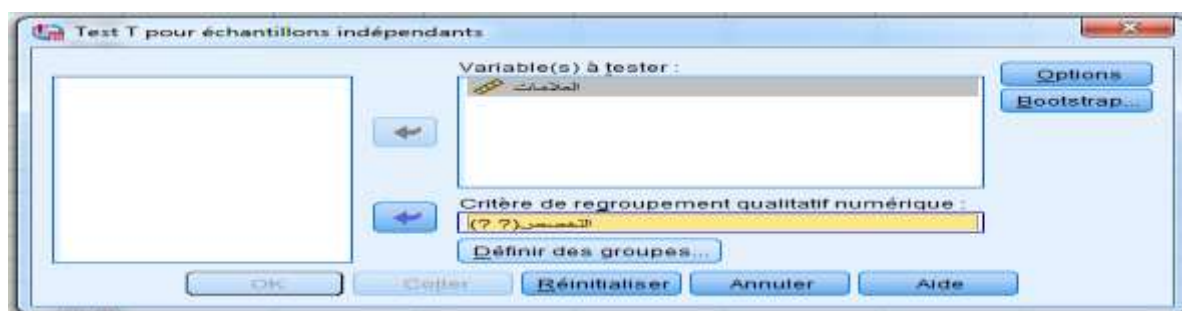 Test T pour échantillons indépendants
Variable(s) à tester :
العلامات
Options
Bootstrap...
Critère de regroupement qualitatif numérique :
التخصص(? ?)
Définir des groupes...
OK
Coller
Réinitialiser
Annuler
Aide